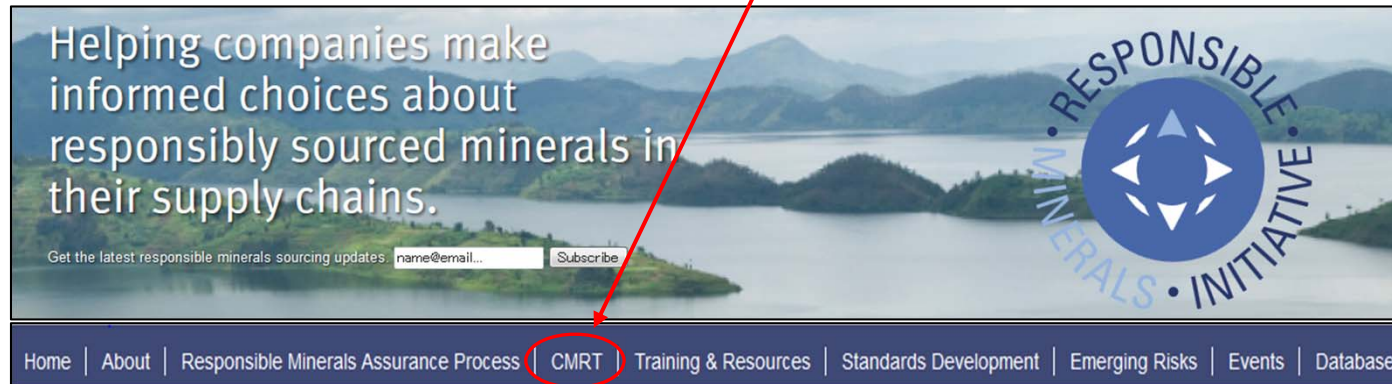 Helping companies make
informed choices about
responsibly sourced minerals in
their supply chains.
Get the latest responsible minerals sourcing updates. name@email... Subscribe
• RESPONSIBLE •
MINERALS • INITIATIVE
Home | About | Responsible Minerals Assurance Process | CMRT | Training & Resources | Standards Development | Emerging Risks | Events | Database